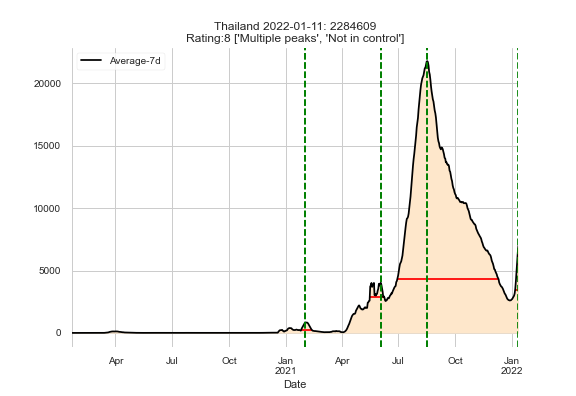 Thailand 2022-01-11: 2284609
Rating:8 ['Multiple peaks', 'Not in control']
Average-7d
20000
15000
10000
5000
0
Apr Jul Oct Jan Apr Jul Oct Jan
2021 2022
Date